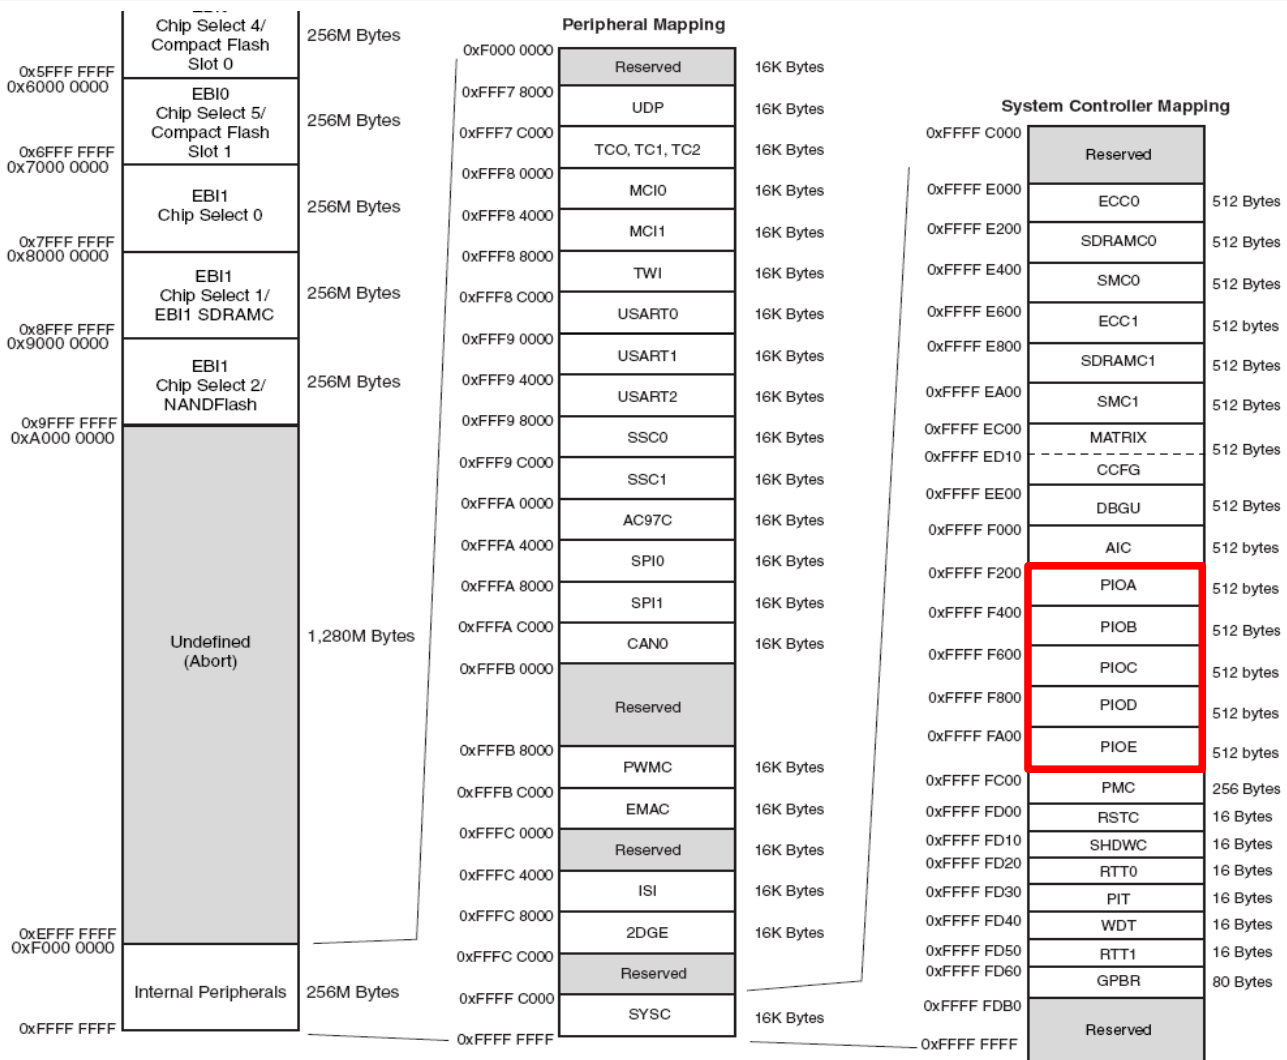 Chip Select 4/
Compact Flash
Slot 0
256M Bytes
0x5FFF FFFF
0x6000 0000
EBI0
Chip Select 5/
Compact Flash
Slot 1
256M Bytes
0x6FFF FFFF
0x7000 0000
EBI1
Chip Select 0
256M Bytes
0x7FFF FFFF
0x8000 0000
EBI1
Chip Select 1/
EBI1 SDRAMC
256M Bytes
0x8FFF FFFF
0x9000 0000
EBI1
Chip Select 2/
NANDFlash
256M Bytes
0x9FFF FFFF
0xA000 0000
Undefined
(Abort)
1,280M Bytes
0xEFFF FFFF
0xF000 0000
Internal Peripherals
256M Bytes
0xFFFF FFFF
Peripheral Mapping
0xF000 0000
Reserved 16K Bytes
0xFFF7 8000
UDP 16K Bytes
0xFFF7 C000
TCO, TC1, TC2 16K Bytes
0xFFF8 0000
MCI0 16K Bytes
0xFFF8 4000
MCI1 16K Bytes
0xFFF8 8000
TWI 16K Bytes
0xFFF8 C000
USART0 16K Bytes
0xFFF9 0000
USART1 16K Bytes
0xFFF9 4000
USART2 16K Bytes
0xFFF9 8000
SSC0 16K Bytes
0xFFF9 C000
SSC1 16K Bytes
0xFFFA 0000
AC97C 16K Bytes
0xFFFA 4000
SPI0 16K Bytes
0xFFFA 8000
SPI1 16K Bytes
0xFFFA C000
CAN0 16K Bytes
0xFFFB 0000
Reserved
0xFFFB 8000
PWMC 16K Bytes
0xFFFB C000
EMAC 16K Bytes
0xFFFC 0000
Reserved 16K Bytes
0xFFFC 4000
ISI 16K Bytes
0xFFFC 8000
2DGE 16K Bytes
0xFFFC C000
Reserved
0xFFFF C000
SYSC 16K Bytes
0xFFFF FFFF
System Controller Mapping
0xFFFF C000
Reserved
0xFFFF E000
ECC0 512 Bytes
0xFFFF E200
SDRAMC0 512 Bytes
0xFFFF E400
SMC0 512 Bytes
0xFFFF E600
ECC1 512 bytes
0xFFFF E800
SDRAMC1 512 Bytes
0xFFFF EA00
SMC1 512 Bytes
0xFFFF EC00
MATRIX
512 Bytes
0xFFFF ED10
CCFG
0xFFFF EE00
DBGU 512 Bytes
0xFFFF F000
AIC 512 bytes
0xFFFF F200
PIOA 512 bytes
0xFFFF F400
PIOB 512 Bytes
0xFFFF F600
PIOC 512 bytes
0xFFFF F800
PIOD 512 bytes
0xFFFF FA00
PIOE 512 bytes
0xFFFF FC00
PMC 256 Bytes
0xFFFF FD00
RSTC 16 Bytes
0xFFFF FD10
SHDWC 16 Bytes
0xFFFF FD20
RTT0 16 Bytes
0xFFFF FD30
PIT 16 Bytes
0xFFFF FD40
WDT 16 Bytes
0xFFFF FD50
RTT1 16 Bytes
0xFFFF FD60
GPBR 80 Bytes
0xFFFF FDB0
Reserved
0xFFFF FFFF